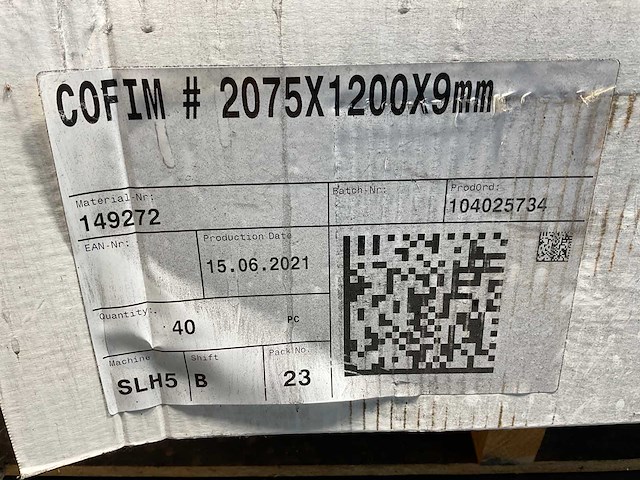 COFIM # 2075X1200X9mm
Material-Nr:
149272
Batch-Nr:
ProdOrd:
104025734
EAN-Nr:
Production Date
15.06.2021
Quantity:
40 PC
Machine
SLH5
Shift
B
Pack No.
23